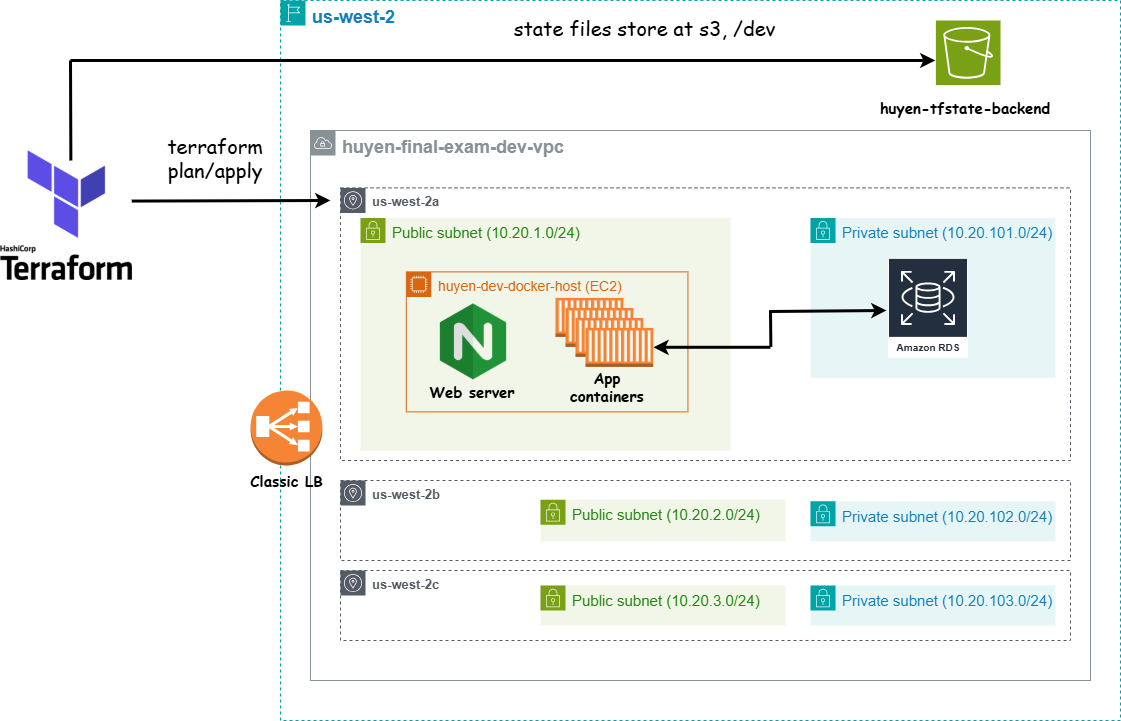 us-west-2
state files store at s3, /dev
huyen-tfstate-backend
terraform
plan/apply
HashiCorp
Terraform
huyen-final-exam-dev-vpc
us-west-2a
Public subnet (10.20.1.0/24)
Private subnet (10.20.101.0/24)
huyen-dev-docker-host (EC2)
N
Web server
App
containers
Amazon RDS
Classic LB
us-west-2b
Public subnet (10.20.2.0/24)
Private subnet (10.20.102.0/24)
us-west-2c
Public subnet (10.20.3.0/24)
Private subnet (10.20.103.0/24)